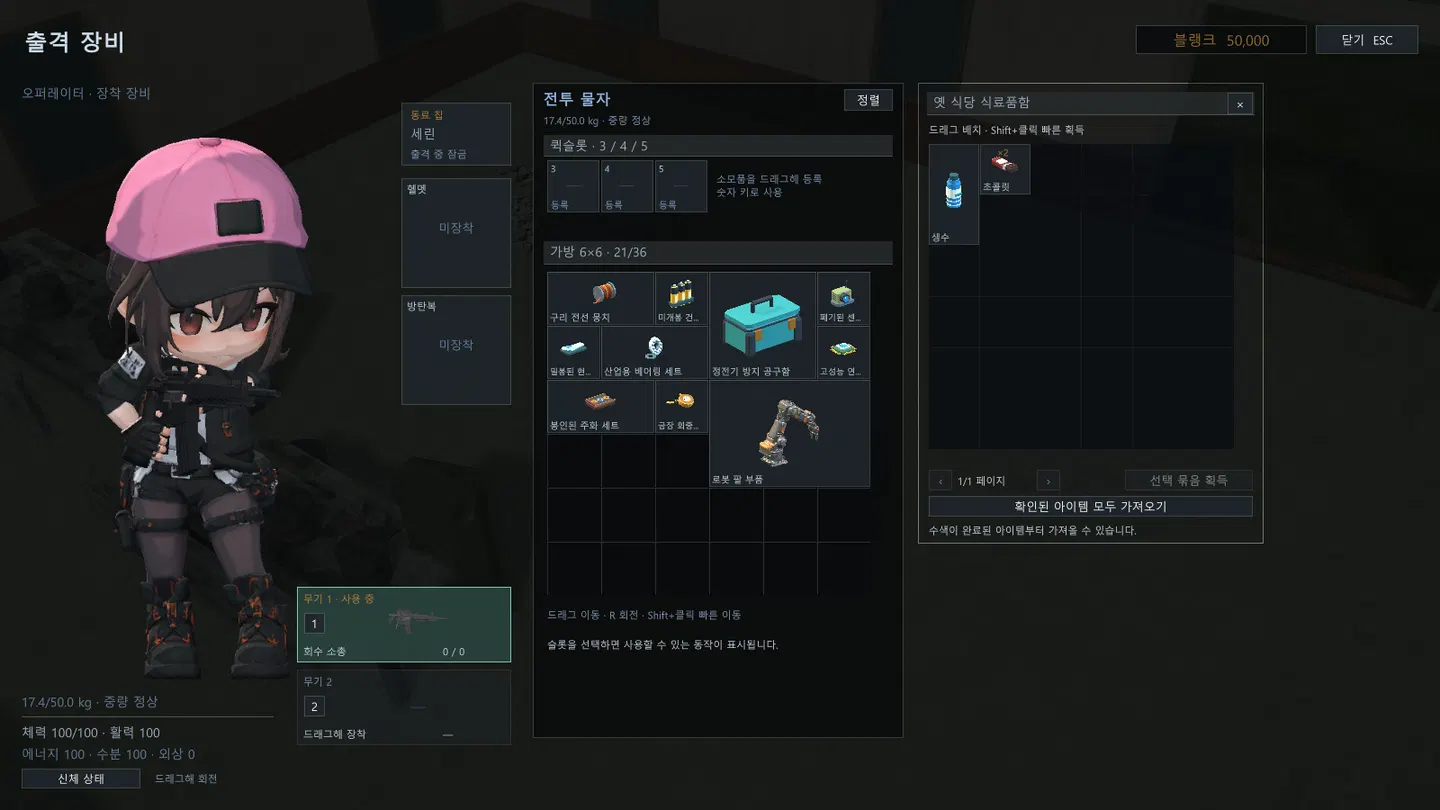 출격 장비
블랭크 50,000
닫기 ESC
오퍼레이터 · 장착 장비
동료 칩
세린
출격 중 잠금
헬멧
미장착
방탄복
미장착
무기 1 · 사용 중
1
회수 소총 0 / 0
무기 2
2
드래그해 장착 —
17.4/50.0 kg · 중량 정상
체력 100/100 · 활력 100
에너지 100 · 수분 100 · 외상 0
신체 상태
드래그해 회전
전투 물자
정렬
17.4/50.0 kg · 중량 정상
퀵슬롯 · 3 / 4 / 5
3 4 5
등록 등록 등록
소모품을 드래그해 등록
숫자 키로 사용
가방 6×6 · 21/36
구리 전선 뭉치
미개봉 건…
정전기 방지 공구함
폐기된 센…
밀봉된 현…
산업용 베어링 세트
고성능 연…
봉인된 주화 세트
금장 회중…
로봇 팔 부품
드래그 이동 · R 회전 · Shift+클릭 빠른 이동
슬롯을 선택하면 사용할 수 있는 동작이 표시됩니다.
옛 식당 식료품함
×
드래그 배치 · Shift+클릭 빠른 획득
생수
×2
초콜릿
‹ 1/1 페이지 ›
선택 묶음 획득
확인된 아이템 모두 가져오기
수색이 완료된 아이템부터 가져올 수 있습니다.